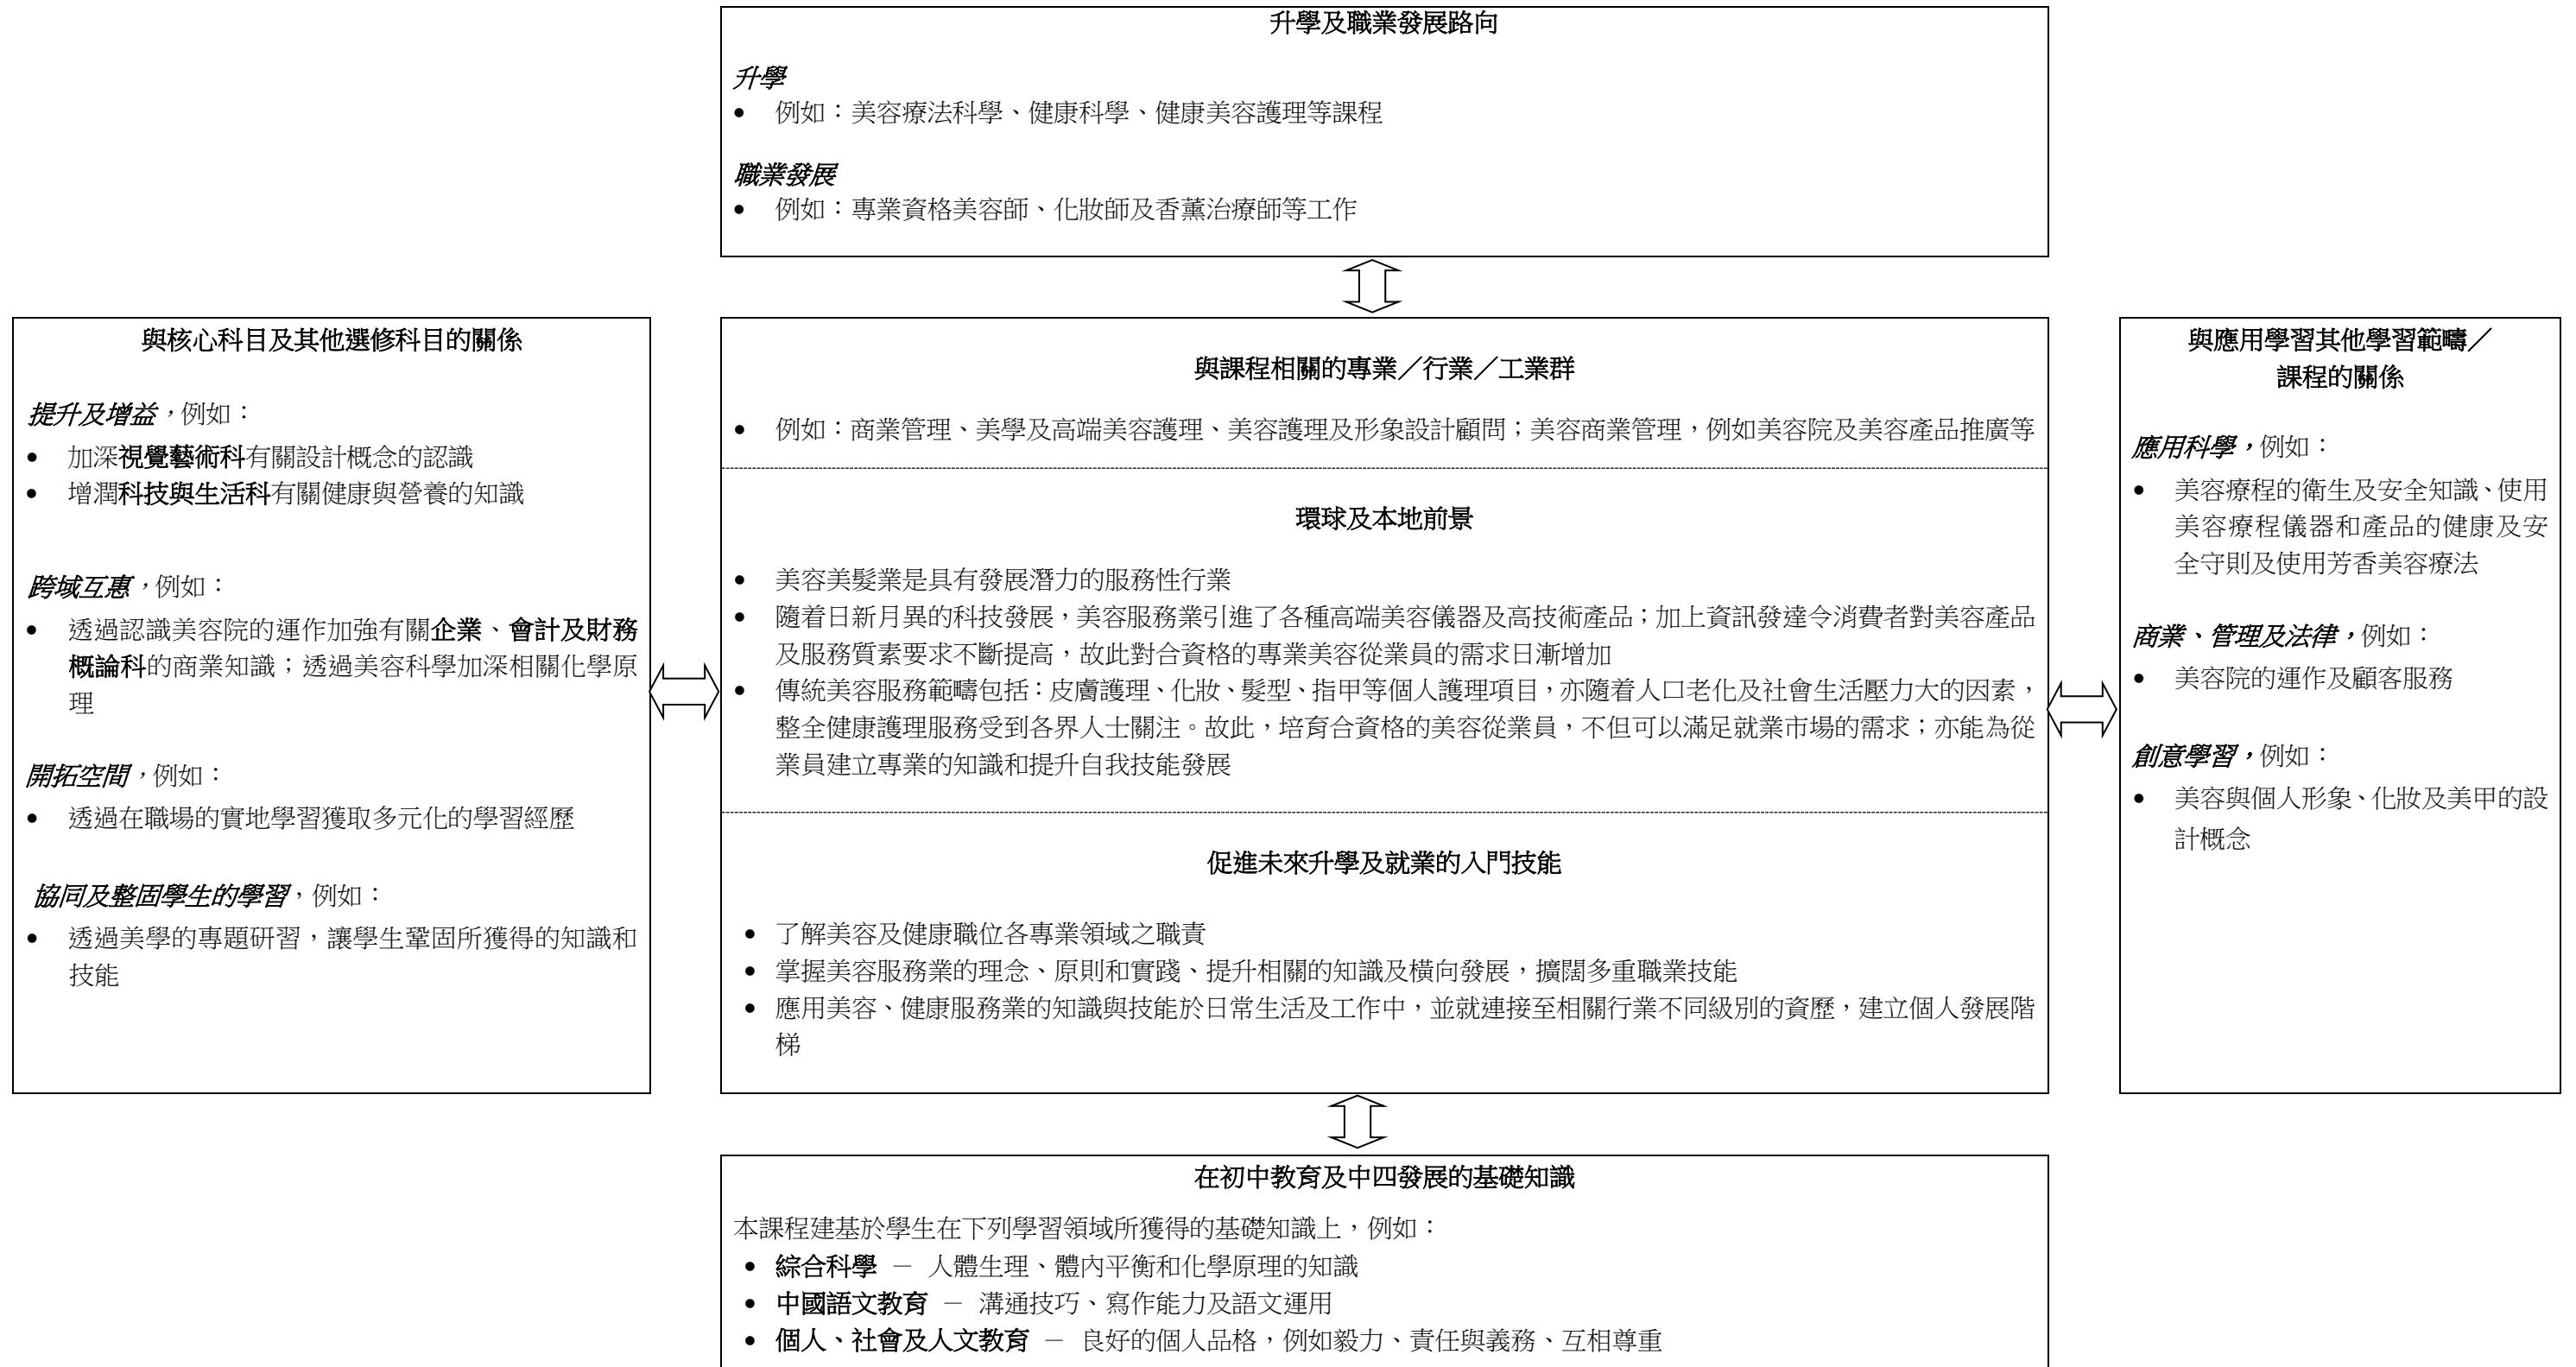 升學及職業發展路向
升學
• 例如：美容療法科學、健康科學、健康美容護理等課程
職業發展
• 例如：專業資格美容師、化妝師及香薰治療師等工作
與核心科目及其他選修科目的關係
提升及增益，例如：
• 加深視覺藝術科有關設計概念的認識
• 增潤科技與生活科有關健康與營養的知識
跨域互惠，例如：
• 透過認識美容院的運作加強有關企業、會計及財務
概論科的商業知識；透過美容科學加深相關化學原
理
開拓空間，例如：
• 透過在職場的實地學習獲取多元化的學習經歷
協同及整固學生的學習，例如：
• 透過美學的專題研習，讓學生鞏固所獲得的知識和
技能
與課程相關的專業／行業／工業群
• 例如：商業管理、美學及高端美容護理、美容護理及形象設計顧問；美容商業管理，例如美容院及美容產品推廣等
環球及本地前景
• 美容美髮業是具有發展潛力的服務性行業
• 隨着日新月異的科技發展，美容服務業引進了各種高端美容儀器及高技術產品；加上資訊發達令消費者對美容產品
及服務質素要求不斷提高，故此對合資格的專業美容從業員的需求日漸增加
• 傳統美容服務範疇包括：皮膚護理、化妝、髮型、指甲等個人護理項目，亦隨着人口老化及社會生活壓力大的因素，
整全健康護理服務受到各界人士關注。故此，培育合資格的美容從業員，不但可以滿足就業市場的需求；亦能為從
業員建立專業的知識和提升自我技能發展
促進未來升學及就業的入門技能
• 了解美容及健康職位各專業領域之職責
• 掌握美容服務業的理念、原則和實踐、提升相關的知識及橫向發展，擴闊多重職業技能
• 應用美容、健康服務業的知識與技能於日常生活及工作中，並就連接至相關行業不同級別的資歷，建立個人發展階
梯
與應用學習其他學習範疇／
課程的關係
應用科學，例如：
• 美容療程的衛生及安全知識、使用
美容療程儀器和產品的健康及安
全守則及使用芳香美容療法
商業、管理及法律，例如：
• 美容院的運作及顧客服務
創意學習，例如：
• 美容與個人形象、化妝及美甲的設
計概念
在初中教育及中四發展的基礎知識
本課程建基於學生在下列學習領域所獲得的基礎知識上，例如：
• 綜合科學 － 人體生理、體內平衡和化學原理的知識
• 中國語文教育 － 溝通技巧、寫作能力及語文運用
• 個人、社會及人文教育 － 良好的個人品格，例如毅力、責任與義務、互相尊重